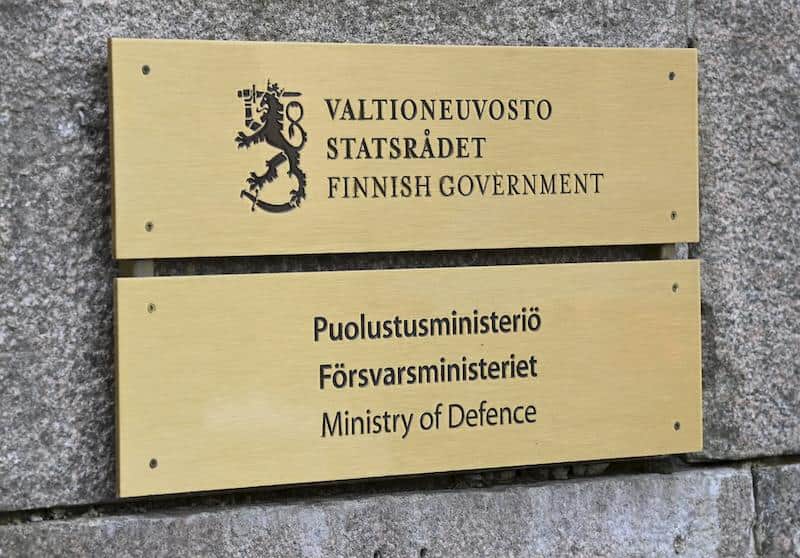 VALTIONEUVOSTO
STATSRÅDET
FINNISH GOVERNMENT
Puolustusministeriö
Försvarsministeriet
Ministry of Defence